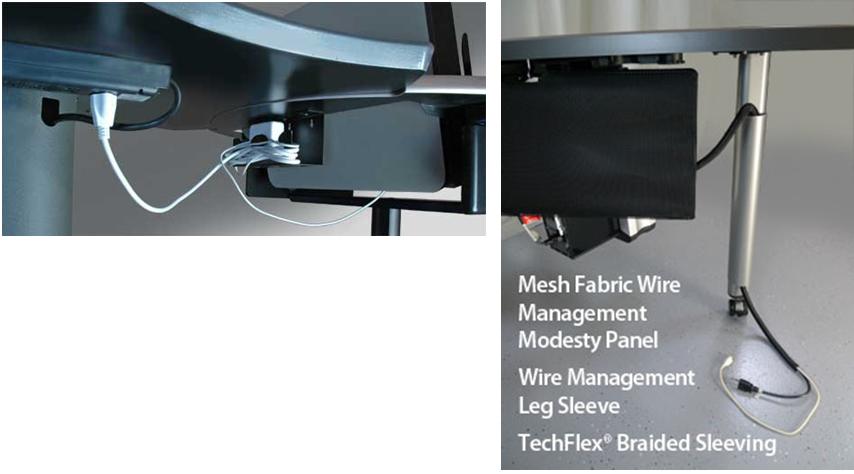 Mesh Fabric Wire
Management
Modesty Panel
Wire Management
Leg Sleeve
TechFlex® Braided Sleeving